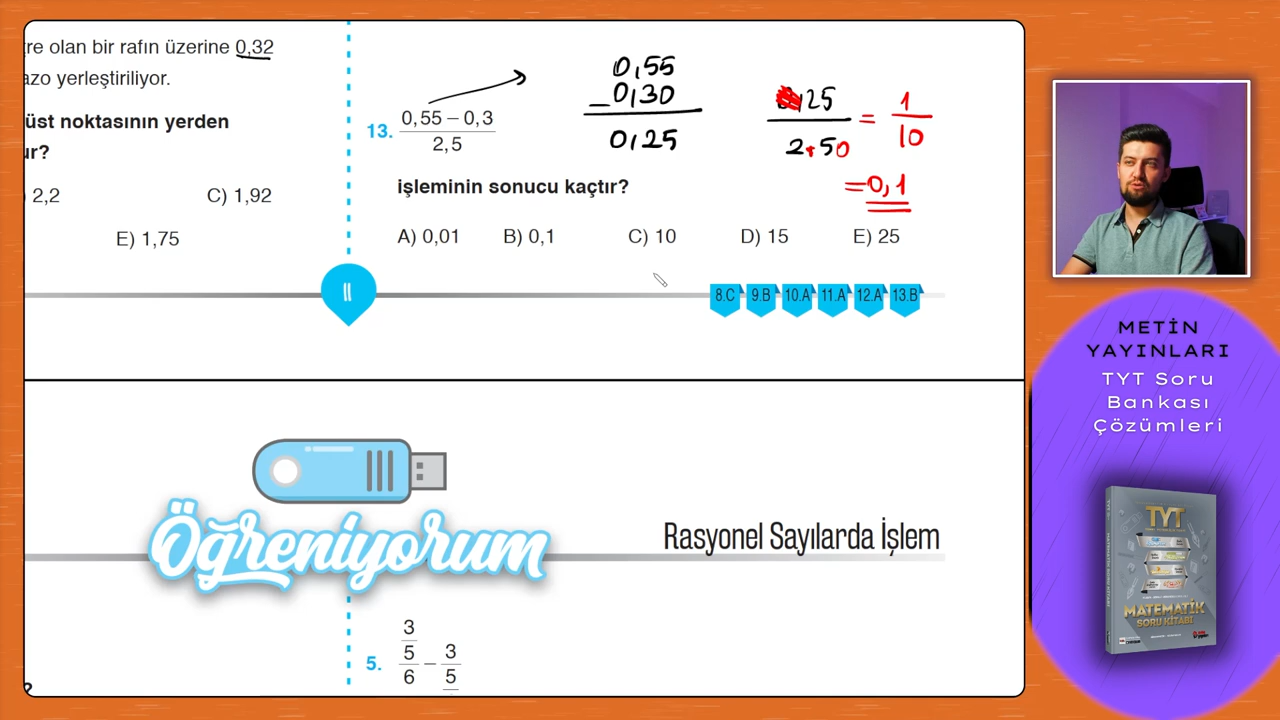 tre olan bir rafın üzerine 0,32
azo yerleştiriliyor.
üst noktasının yerden
ur?
2,2 C) 1,92
E) 1,75
13. 0,55 – 0,3
2,5
işleminin sonucu kaçtır?
A) 0,01 B) 0,1 C) 10 D) 15 E) 25
0,55
– 0,30
0,25
25 = 1
2.50 10
= 0,1
11
8.C 9.B 10.A 11.A 12.A 13.B
Öğreniyorum
Rasyonel Sayılarda İşlem
5. 3
5 – 3
6 5
?
METİN
YAYINLARI
TYT Soru
Bankası
Çözümleri
TYT
MATEMATİK
SORU KİTABI